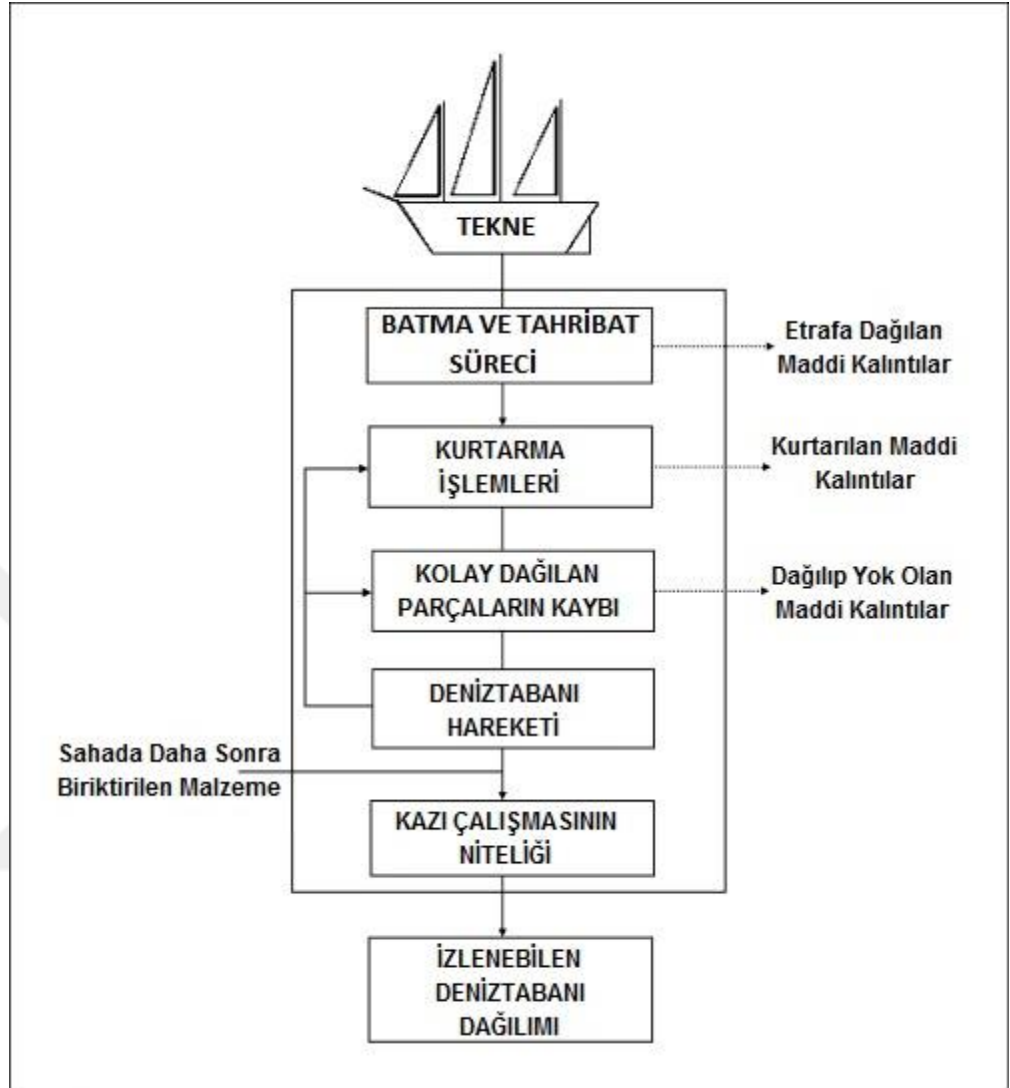 TEKNE
BATMA VE TAHRİBAT
SÜRECİ
Etrafa Dağılan
Maddi Kalıntılar
KURTARMA
İŞLEMLERİ
Kurtarılan Maddi
Kalıntılar
KOLAY DAĞILAN
PARÇALARIN KAYBI
Dağılıp Yok Olan
Maddi Kalıntılar
DENİZTABANI
HAREKETİ
Sahada Daha Sonra
Biriktirilen Malzeme
KAZI ÇALIŞMASININ
NİTELİĞİ
İZLENEBİLEN
DENİZTABANI
DAĞILIMI